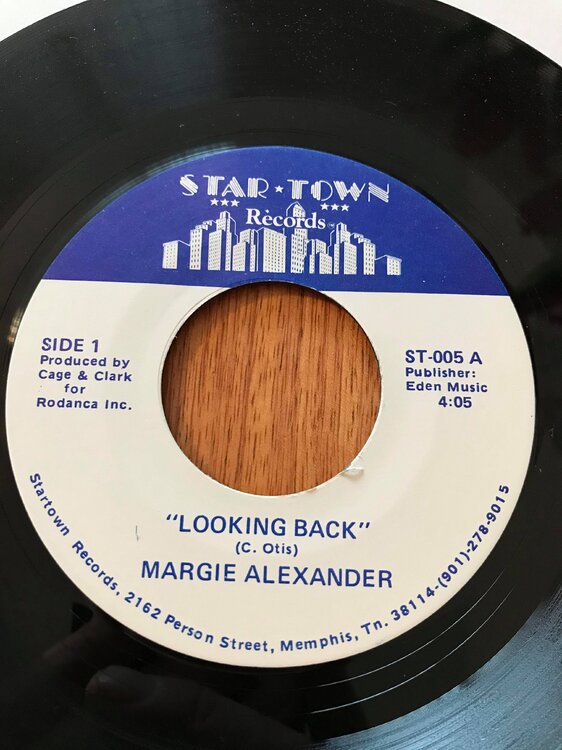 STAR★TOWN
★★★ ★★★
Records™
SIDE 1
Produced by
Cage & Clark
for
Rodanca Inc.
ST-005 A
Publisher:
Eden Music
4:05
"LOOKING BACK"
(C. Otis)
MARGIE ALEXANDER
Startown Records, 2162 Person Street, Memphis, Tn. 38114-(901)-278-9015